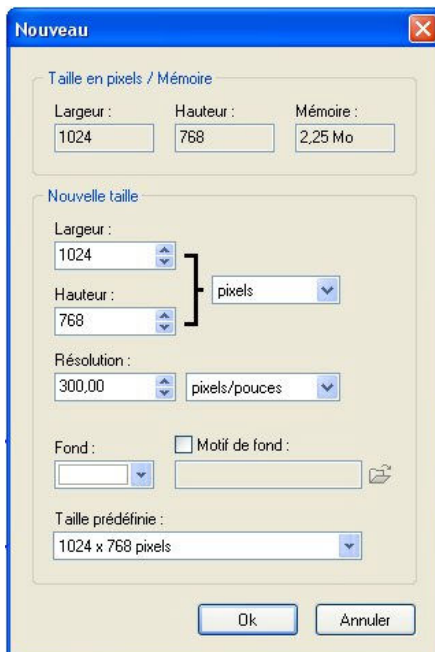 Nouveau
Taille en pixels / Mémoire
Largeur : Hauteur : Mémoire :
1024 768 2,25 Mo
Nouvelle taille
Largeur :
1024
pixels
Hauteur :
768
Résolution :
300,00 pixels/pouces
Fond : Motif de fond :
Taille prédéfinie :
1024 x 768 pixels
Ok Annuler